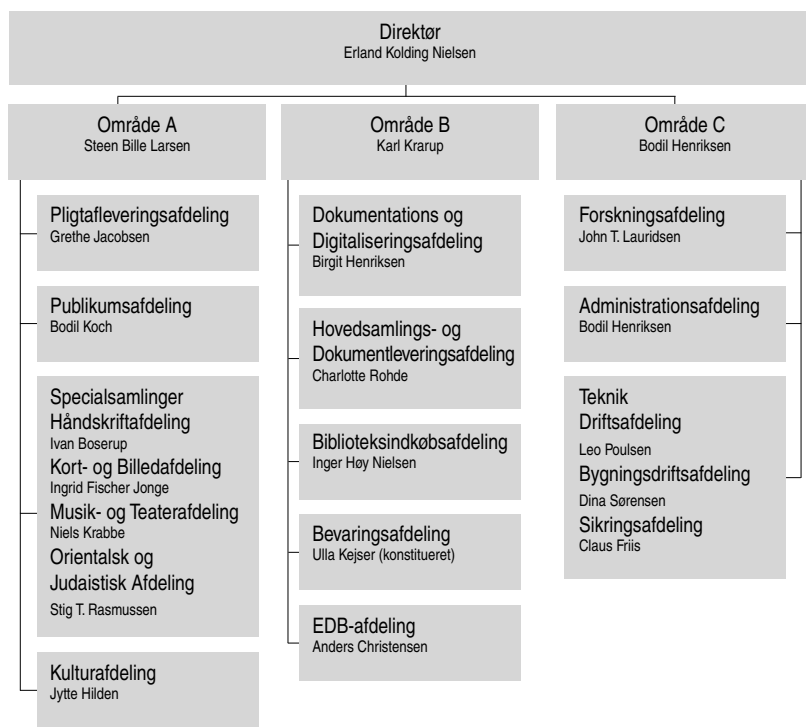 Direktør
Erland Kolding Nielsen
Område A
Steen Bille Larsen
Pligtafleveringsafdeling
Grethe Jacobsen
Publikumsafdeling
Bodil Koch
Specialsamlinger
Håndskriftafdeling
Ivan Boserup
Kort- og Billedafdeling
Ingrid Fischer Jonge
Musik- og Teaterafdeling
Niels Krabbe
Orientalsk og
Judaistisk Afdeling
Stig T. Rasmussen
Kulturafdeling
Jytte Hilden
Område B
Karl Krarup
Dokumentations og
Digitaliseringsafdeling
Birgit Henriksen
Hovedsamlings- og
Dokumentleveringsafdeling
Charlotte Rohde
Biblioteksindkøbsafdeling
Inger Høy Nielsen
Bevaringsafdeling
Ulla Kejser (konstitueret)
EDB-afdeling
Anders Christensen
Område C
Bodil Henriksen
Forskningsafdeling
John T. Lauridsen
Administrationsafdeling
Bodil Henriksen
Teknik
Driftsafdeling
Leo Poulsen
Bygningsdriftsafdeling
Dina Sørensen
Sikringsafdeling
Claus Friis